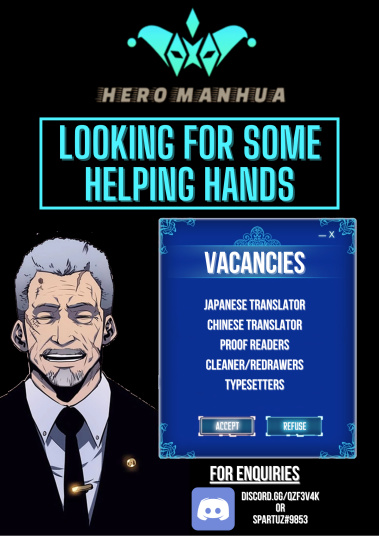 HERO MANHUA
LOOKING FOR SOME
HELPING HANDS
— X
VACANCIES
JAPANESE TRANSLATOR
CHINESE TRANSLATOR
PROOF READERS
CLEANER/REDRAWERS
TYPESETTERS
ACCEPT REFUSE
FOR ENQUIRIES
DISCORD.GG/QZF3V4K
OR
SPARTUZ#9853